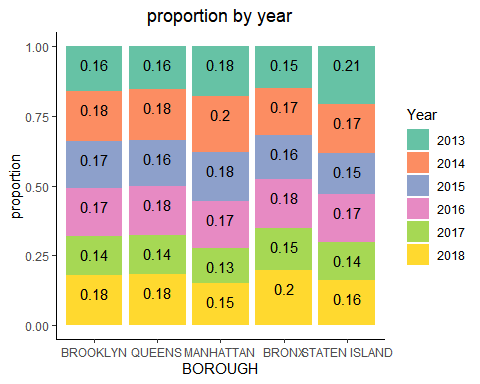 proportion by year
1.00
0.75
0.50
0.25
0.00
proportion
0.16 0.16 0.18 0.15 0.21
0.18 0.18 0.2 0.17 0.17
0.17 0.16 0.18 0.16 0.15
0.17 0.18 0.17 0.18 0.17
0.14 0.14 0.13 0.15 0.14
0.18 0.18 0.15 0.2 0.16
BROOKLYN QUEENS MANHATTAN BRONX STATEN ISLAND
BOROUGH
Year
2013
2014
2015
2016
2017
2018